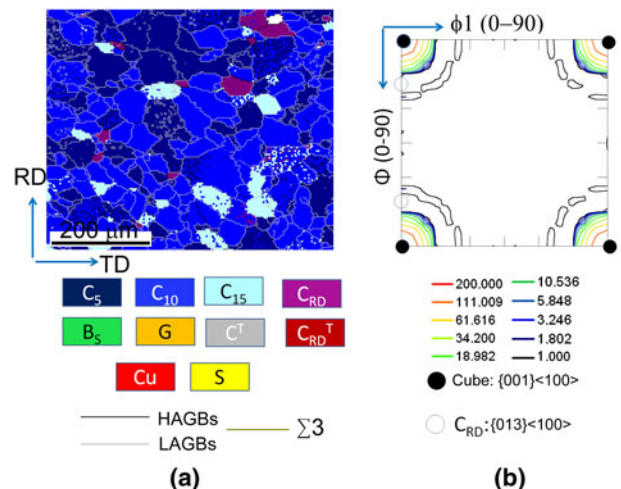 ϕ1 (0–90)
Φ (0-90)
RD
200 μm
TD
C5 C10 C15 CRD
BS G C^T CRD^T
Cu S
HAGBs
LAGBs
∑3
(a)
200.000 10.536
111.009 5.848
61.616 3.246
34.200 1.802
18.982 1.000
Cube: {001}<100>
CRD:{013}<100>
(b)